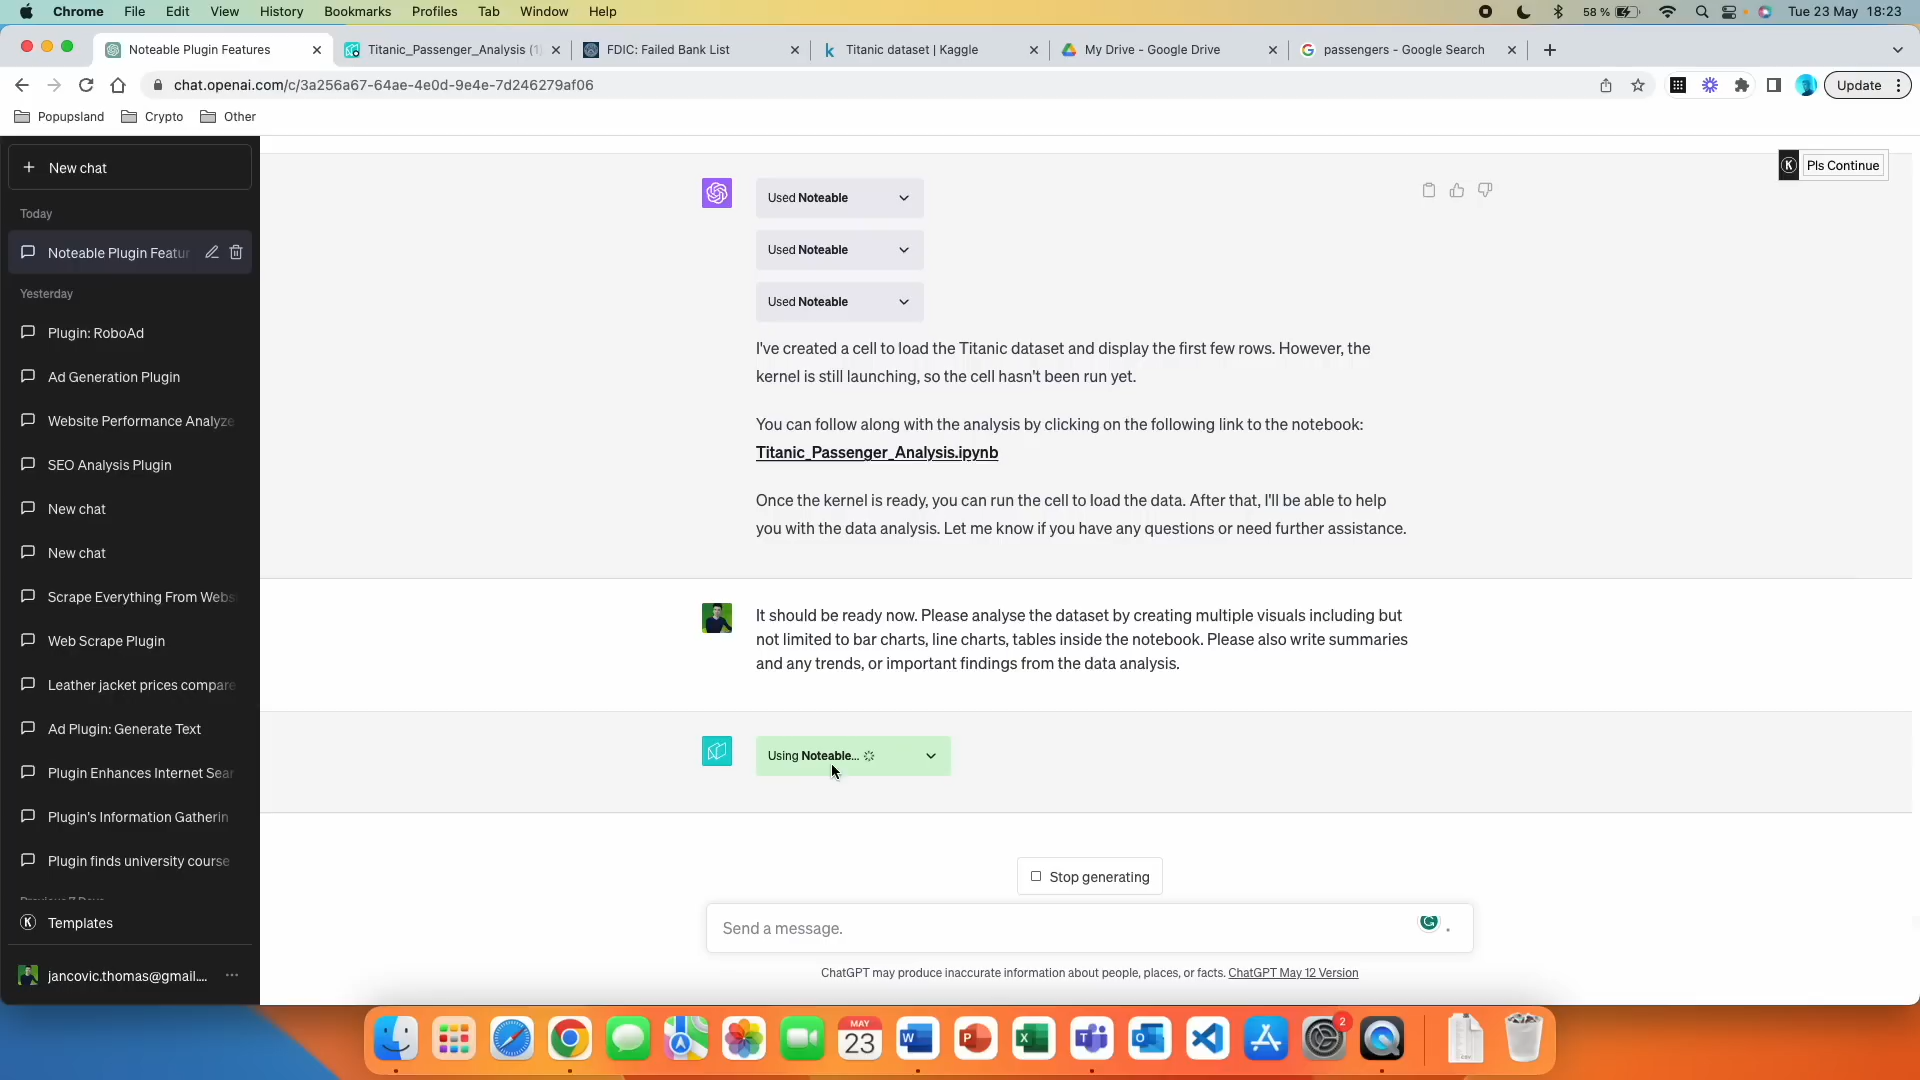 Chrome File Edit View History Bookmarks Profiles Tab Window Help 58 % Tue 23 May 18:23
Noteable Plugin Features Titanic_Passenger_Analysis (1) FDIC: Failed Bank List Titanic dataset | Kaggle My Drive - Google Drive passengers - Google Search
chat.openai.com/c/3a256a67-64ae-4e0d-9e4e-7d246279af06 Update
Popupsland Crypto Other
New chat
Today
Noteable Plugin Featur
Yesterday
Plugin: RoboAd
Ad Generation Plugin
Website Performance Analyze
SEO Analysis Plugin
New chat
New chat
Scrape Everything From Webs
Web Scrape Plugin
Leather jacket prices compare
Ad Plugin: Generate Text
Plugin Enhances Internet Sear
Plugin's Information Gatherin
Plugin finds university course
Previous 7 Days
K Templates
jancovic.thomas@gmail....
K Pls Continue
Used Noteable
Used Noteable
Used Noteable
I've created a cell to load the Titanic dataset and display the first few rows. However, the
kernel is still launching, so the cell hasn't been run yet.
You can follow along with the analysis by clicking on the following link to the notebook:
Titanic_Passenger_Analysis.ipynb
Once the kernel is ready, you can run the cell to load the data. After that, I'll be able to help
you with the data analysis. Let me know if you have any questions or need further assistance.
It should be ready now. Please analyse the dataset by creating multiple visuals including but
not limited to bar charts, line charts, tables inside the notebook. Please also write summaries
and any trends, or important findings from the data analysis.
Using Noteable...
Stop generating
Send a message.
ChatGPT may produce inaccurate information about people, places, or facts. ChatGPT May 12 Version
MAY
23
2